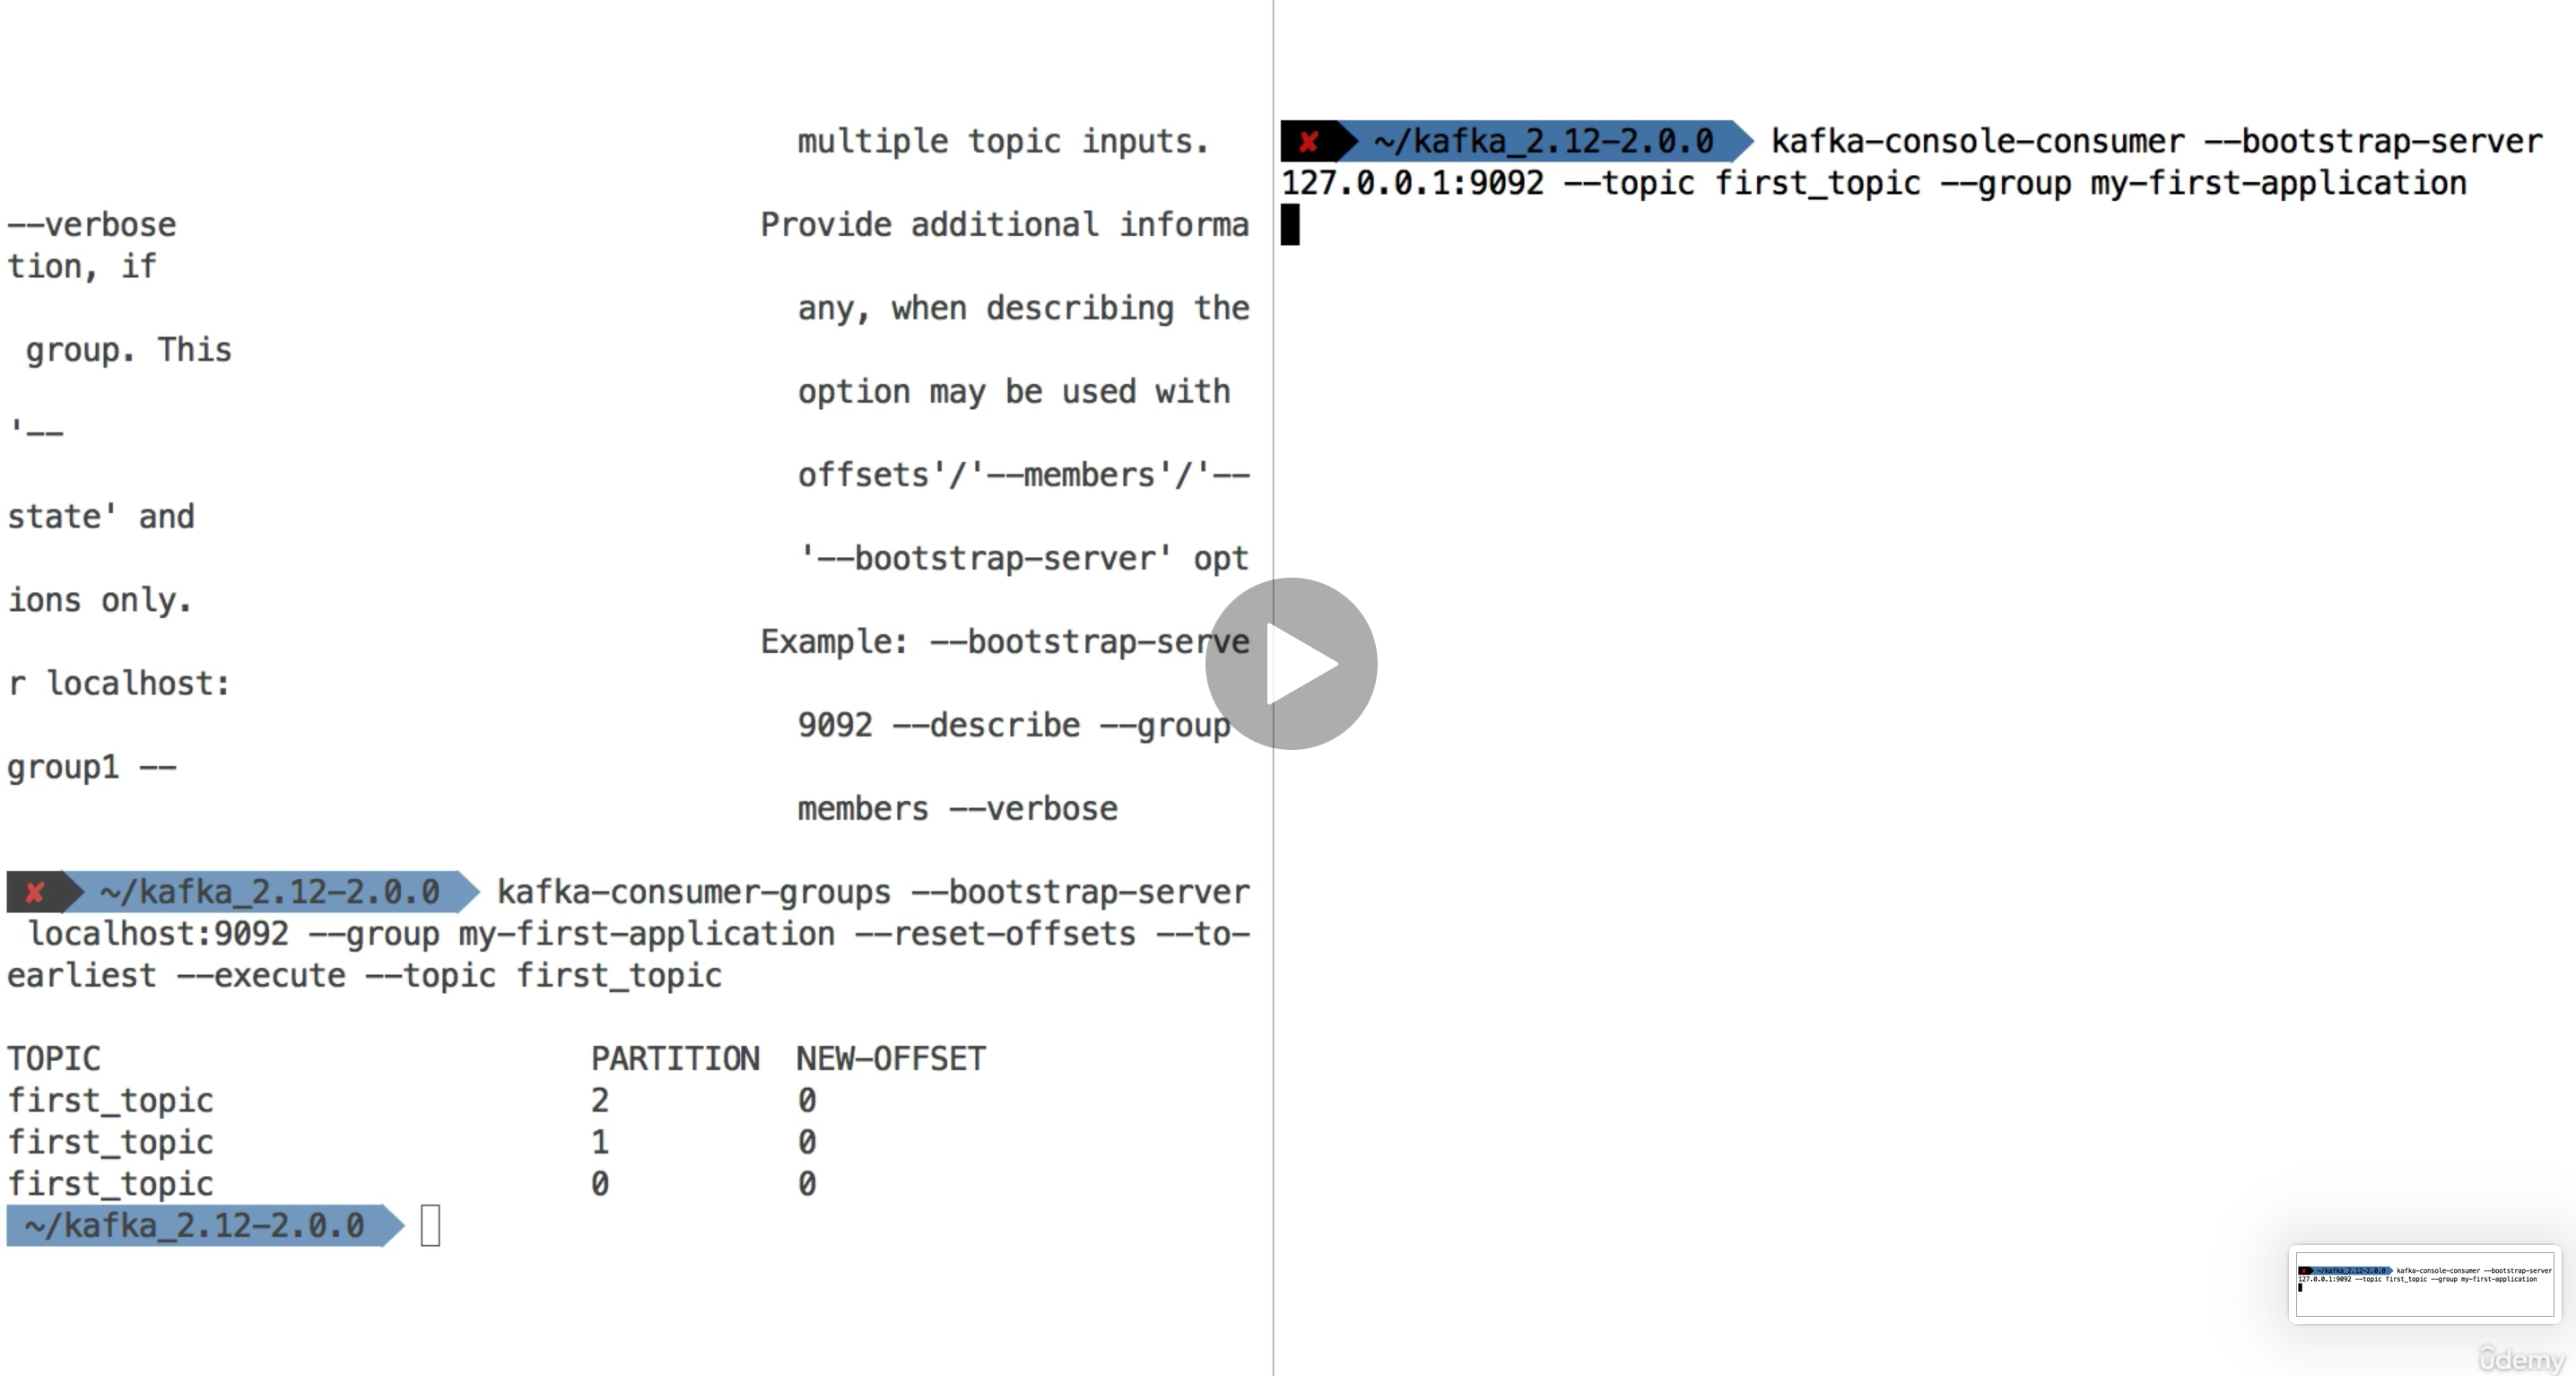 multiple topic inputs.
--verbose Provide additional informa
tion, if
any, when describing the
group. This
option may be used with
'--
offsets'/'--members'/'--
state' and
'--bootstrap-server' opt
ions only.
Example: --bootstrap-serve
r localhost:
9092 --describe --group
group1 --
members --verbose
✘ ~/kafka_2.12-2.0.0 kafka-consumer-groups --bootstrap-server
localhost:9092 --group my-first-application --reset-offsets --to-
earliest --execute --topic first_topic
TOPIC PARTITION NEW-OFFSET
first_topic 2 0
first_topic 1 0
first_topic 0 0
~/kafka_2.12-2.0.0
✘ ~/kafka_2.12-2.0.0 kafka-console-consumer --bootstrap-server
127.0.0.1:9092 --topic first_topic --group my-first-application
✘ ~/kafka_2.12-2.0.0 kafka-console-consumer --bootstrap-server
127.0.0.1:9092 --topic first_topic --group my-first-application
ûdemy